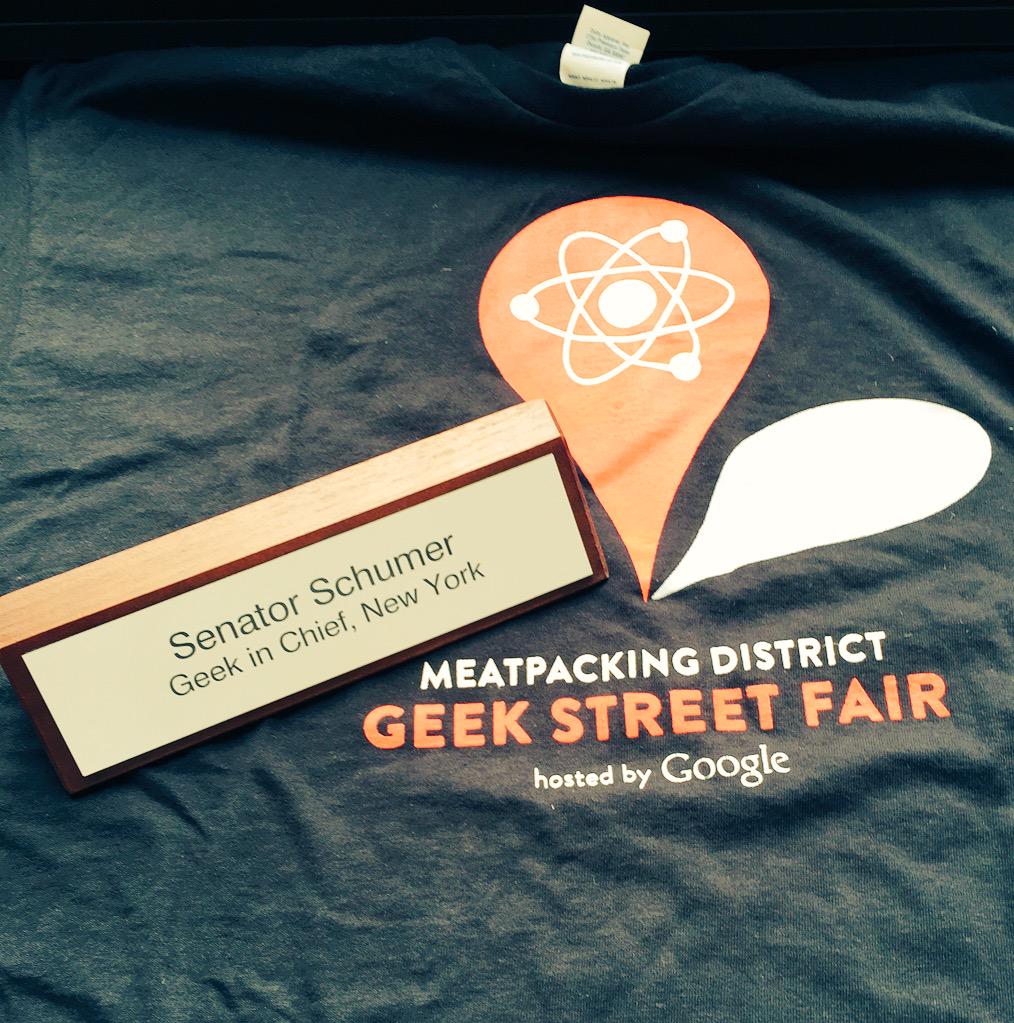 Senator Schumer
Geek in Chief, New York
MEATPACKING DISTRICT
GEEK STREET FAIR
hosted by Google